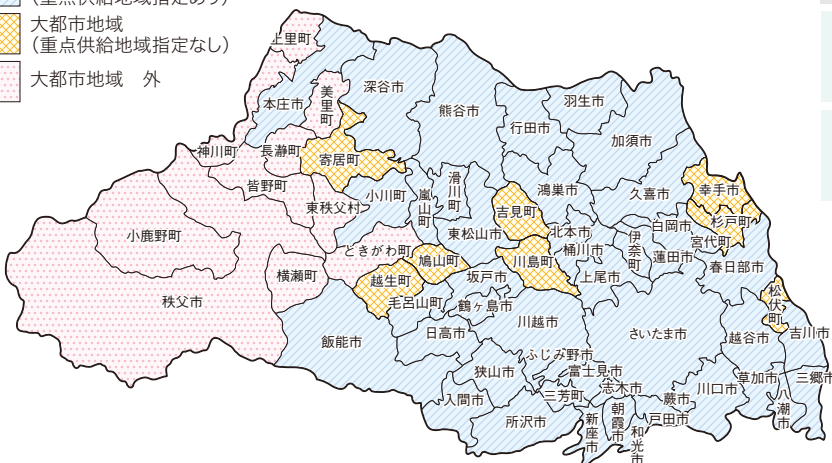 (重点供給地域指定あり)
大都市地域
(重点供給地域指定なし)
大都市地域　外
上里町
本庄市
美里町
深谷市
熊谷市
羽生市
行田市
加須市
神川町
長瀞町
寄居町
皆野町
小川町
嵐山町
滑川町
吉見町
鴻巣市
久喜市
幸手市
杉戸町
東秩父村
東松山市
北本市
桶川市
伊奈町
白岡市
宮代町
蓮田市
春日部市
小鹿野町
ときがわ町
鳩山町
川島町
上尾市
坂戸市
横瀬町
越生町
毛呂山町
鶴ヶ島市
秩父市
飯能市
日高市
川越市
さいたま市
松伏町
越谷市
吉川市
ふじみ野市
富士見市
狭山市
志木市
三芳町
入間市
所沢市
新座市
朝霞市
和光市
戸田市
蕨市
川口市
草加市
八潮市
三郷市